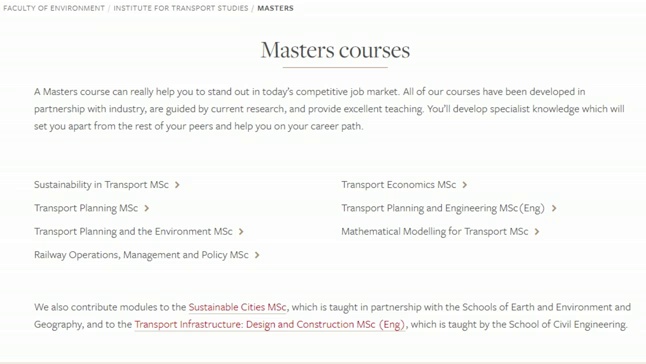 FACULTY OF ENVIRONMENT / INSTITUTE FOR TRANSPORT STUDIES / MASTERS
Masters courses
A Masters course can really help you to stand out in today's competitive job market. All of our courses have been developed in
partnership with industry, are guided by current research, and provide excellent teaching. You'll develop specialist knowledge which will
set you apart from the rest of your peers and help you on your career path.
Sustainability in Transport MSc
Transport Economics MSc
Transport Planning MSc
Transport Planning and Engineering MSc(Eng)
Transport Planning and the Environment MSc
Mathematical Modelling for Transport MSc
Railway Operations, Management and Policy MSc
We also contribute modules to the Sustainable Cities MSc, which is taught in partnership with the Schools of Earth and Environment and
Geography, and to the Transport Infrastructure: Design and Construction MSc (Eng), which is taught by the School of Civil Engineering.